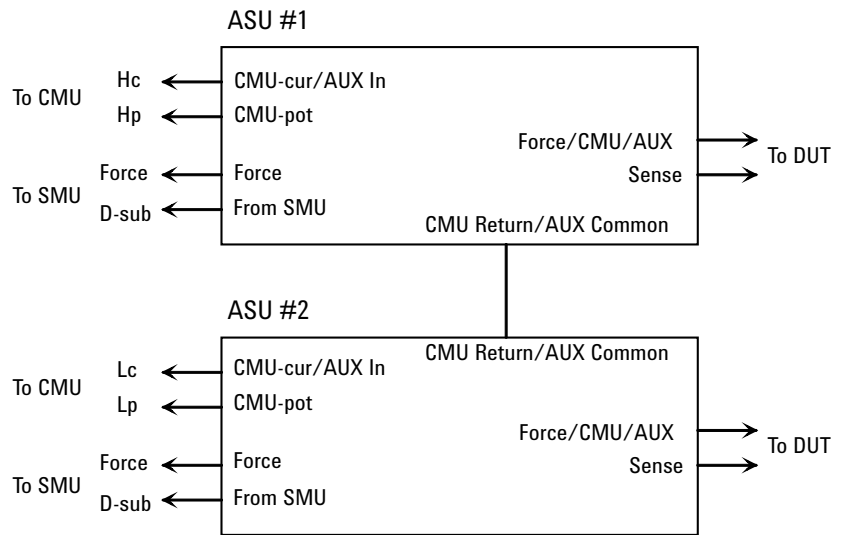 ASU #1
Hc CMU-cur/AUX In
To CMU
Hp CMU-pot
Force/CMU/AUX
To DUT
Force Force Sense
To SMU
D-sub From SMU
CMU Return/AUX Common
ASU #2
CMU Return/AUX Common
Lc CMU-cur/AUX In
To CMU
Lp CMU-pot
Force/CMU/AUX
To DUT
Force Force Sense
To SMU
D-sub From SMU